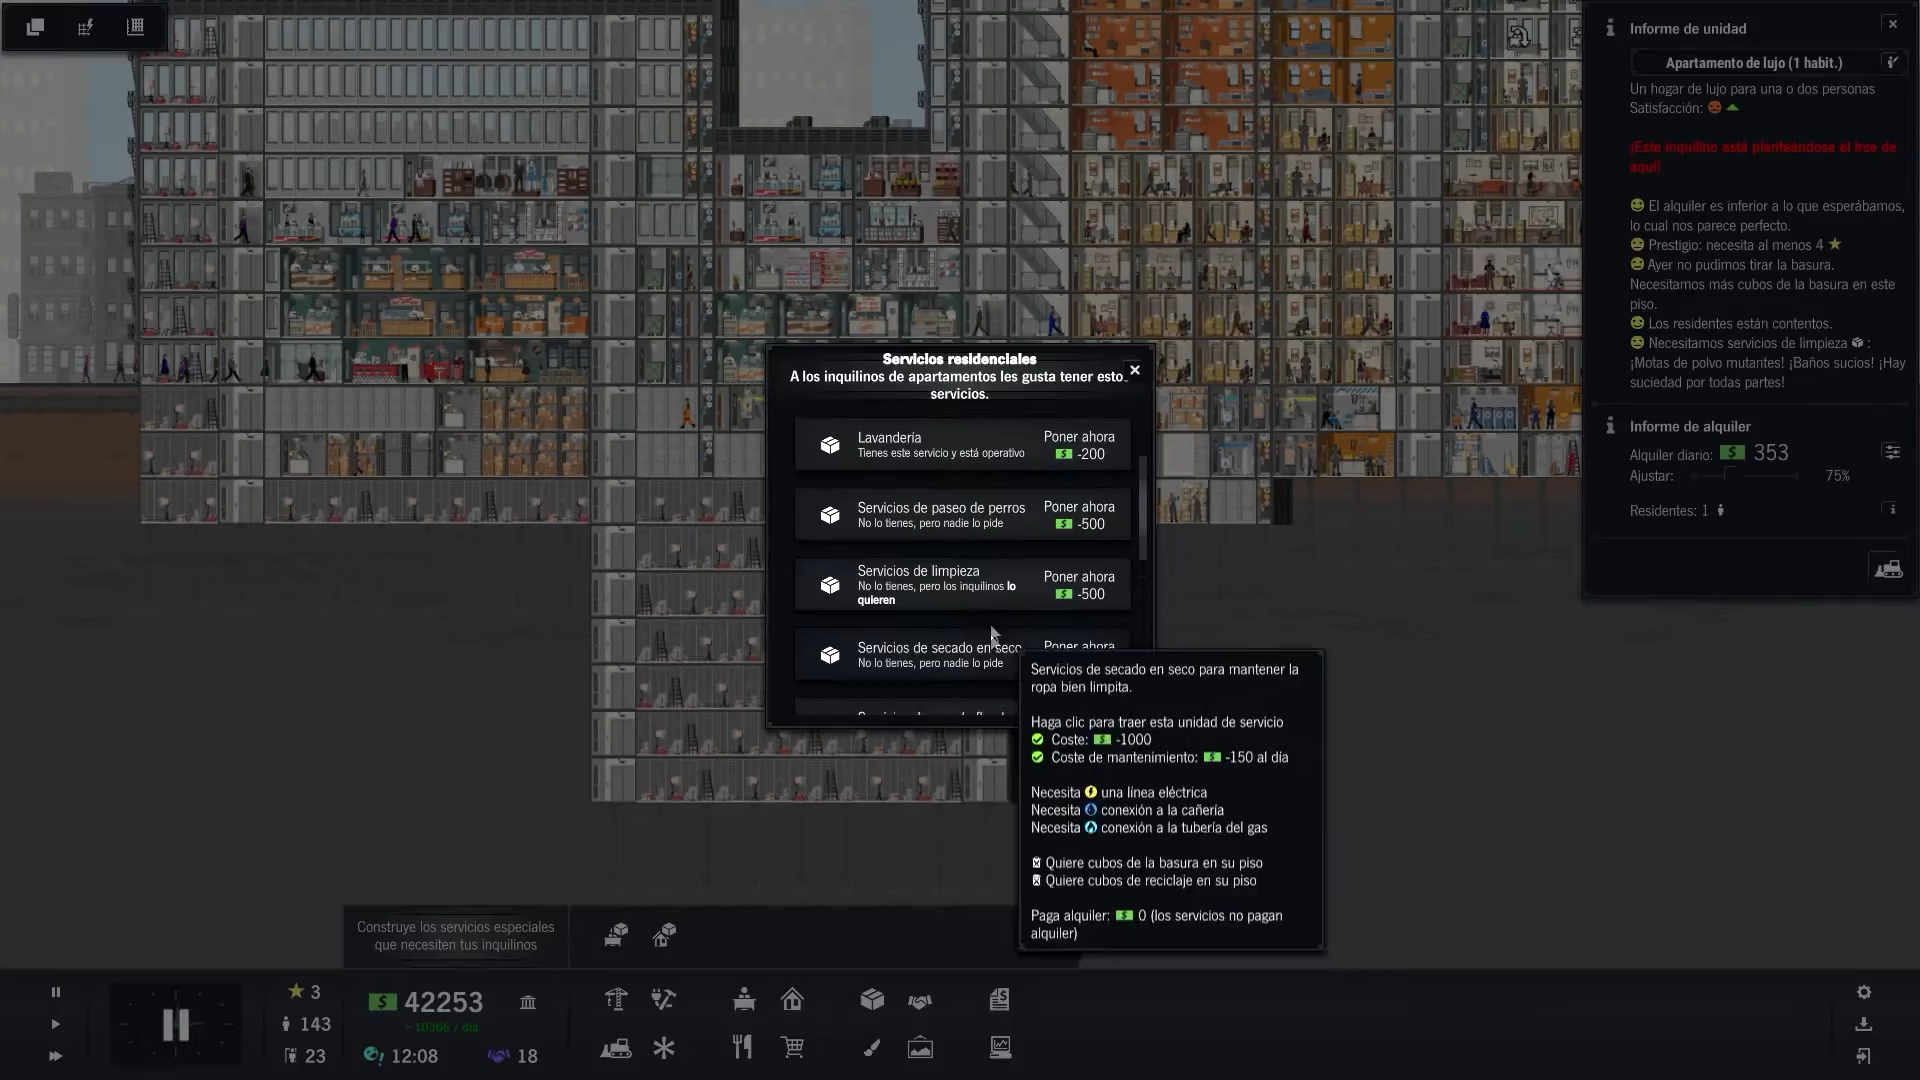 Informe de unidad
Apartamento de lujo (1 habit.)
Un hogar de lujo para una o dos personas
Satisfacción:
¡Este inquilino está planteándose el irse de
aquí!
El alquiler es inferior a lo que esperábamos,
lo cual nos parece perfecto.
Prestigio: necesita al menos 4
Ayer no pudimos tirar la basura.
Necesitamos más cubos de la basura en este
piso.
Los residentes están contentos.
Necesitamos servicios de limpieza :
¡Motas de polvo mutantes! ¡Baños sucios! ¡Hay
suciedad por todas partes!
Informe de alquiler
Alquiler diario: $ 353
Ajustar: 75%
Residentes: 1
Servicios residenciales
A los inquilinos de apartamentos les gusta tener esto
servicios.
Lavandería
Tienes este servicio y está operativo
Poner ahora
$ -200
Servicios de paseo de perros
No lo tienes, pero nadie lo pide
Poner ahora
$ -500
Servicios de limpieza
No lo tienes, pero los inquilinos lo
quieren
Poner ahora
$ -500
Servicios de secado en seco
No lo tienes, pero nadie lo pide
Poner ahora
Servicios de secado en seco para mantener la
ropa bien limpita.
Haga clic para traer esta unidad de servicio
Coste: $ -1000
Coste de mantenimiento: $ -150 al día
Necesita una línea eléctrica
Necesita conexión a la cañería
Necesita conexión a la tubería del gas
Quiere cubos de la basura en su piso
Quiere cubos de reciclaje en su piso
Paga alquiler: $ 0 (los servicios no pagan
alquiler)
Construye los servicios especiales
que necesiten tus inquilinos
3
143
23
$ 42253
12:08
18